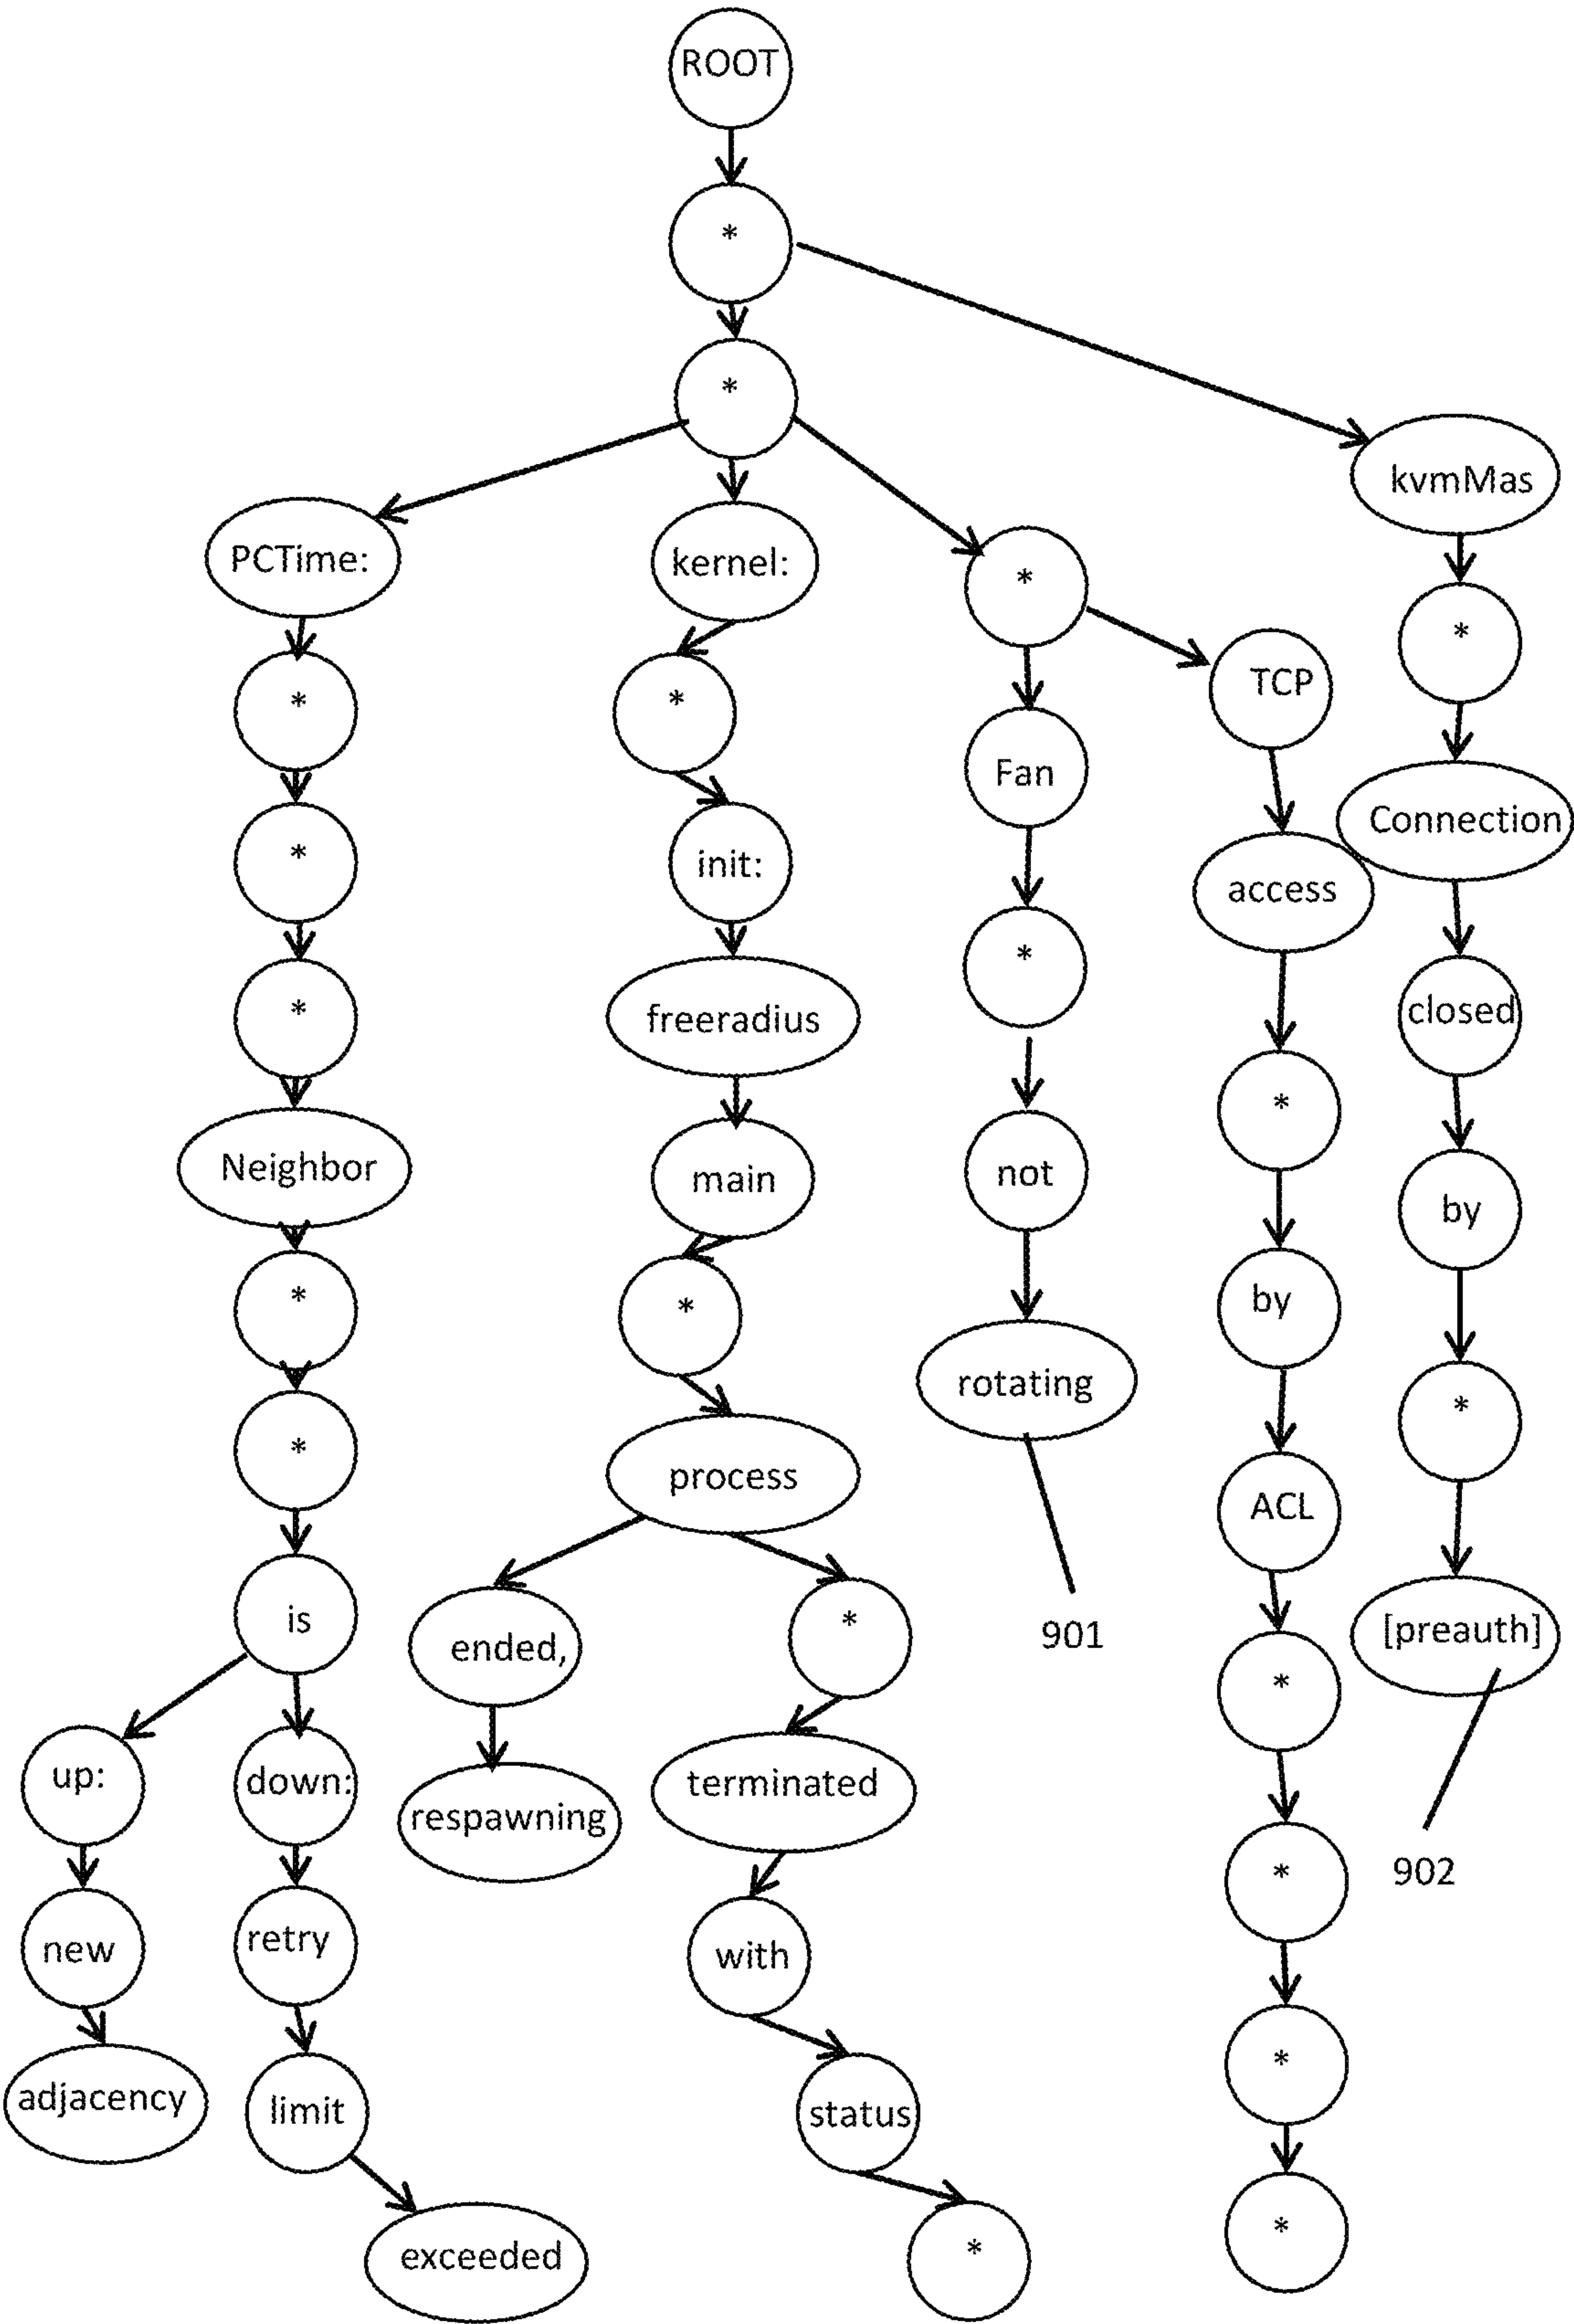 ROOT
*
*
kvmMas
PCTime:
kernel:
*
*
TCP
*
*
Fan
*
init:
Connection
access
*
*
freeradius
closed
*
Neighbor
main
not
by
by
*
*
rotating
*
*
process
ACL
is
ended,
*
901
[preauth]
*
up:
down:
respawning
terminated
*
902
new
retry
with
*
adjacency
limit
status
*
exceeded
*